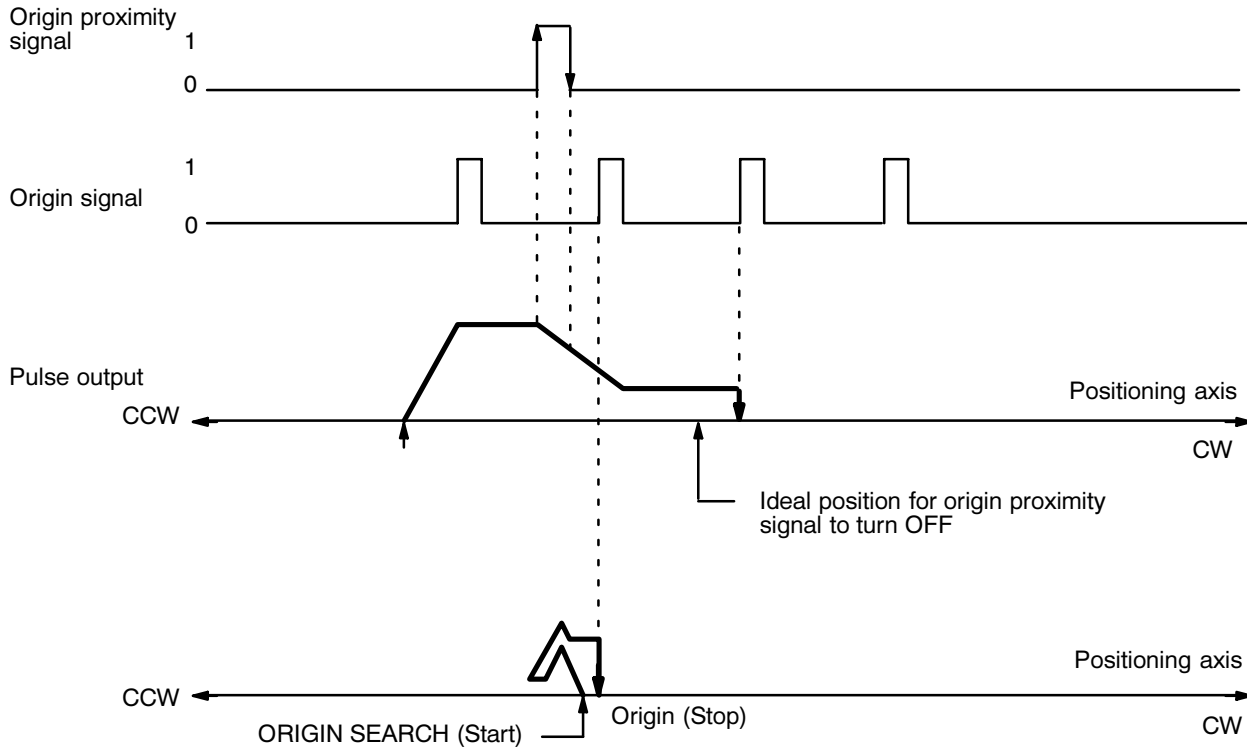 Origin proximity
signal
1
0
1
Origin signal
0
Pulse output
Positioning axis
CCW
CW
Ideal position for origin proximity
signal to turn OFF
Positioning axis
CCW
Origin (Stop)
CW
ORIGIN SEARCH (Start)